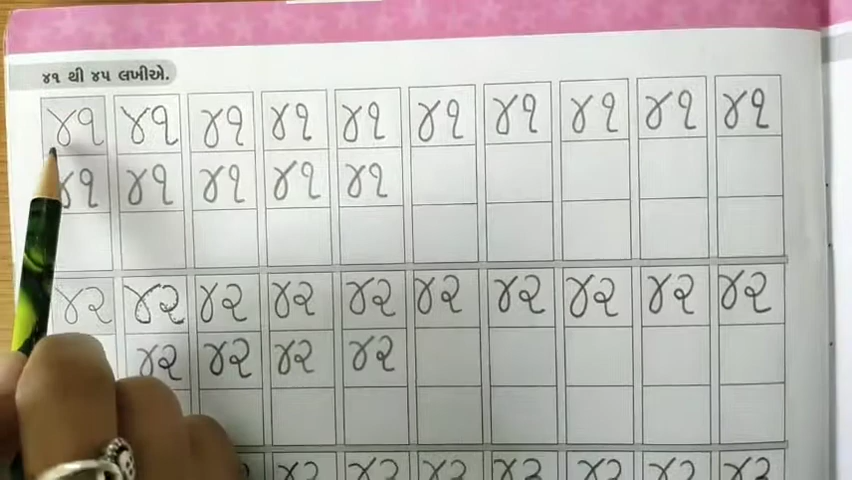 ૪૧ થી ૪૫ લખીએ.
૪૧ ૪૧ ૪૧ ૪૧ ૪૧ ૪૧ ૪૧ ૪૧ ૪૧ ૪૧
૪૧ ૪૧ ૪૧ ૪૧ ૪૧
૪૨ ૪૨ ૪૨ ૪૨ ૪૨ ૪૨ ૪૨ ૪૨ ૪૨ ૪૨
૪૨ ૪૨ ૪૨ ૪૨
૪૩ ૪૩ ૪૩ ૪૩ ૪૩ ૪૩ ૪૩